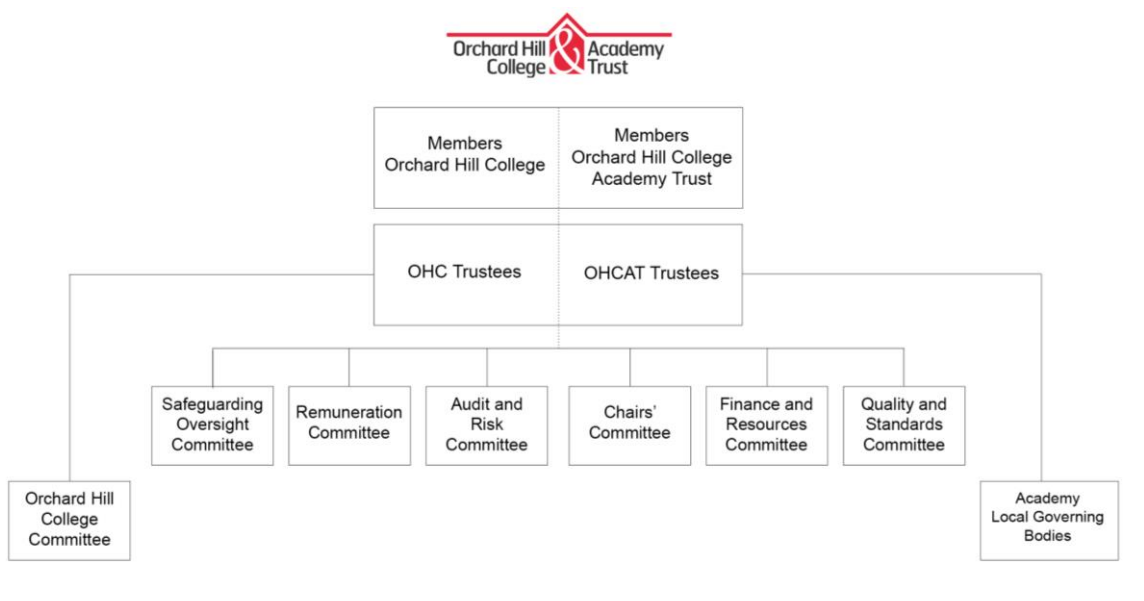 Orchard Hill & Academy
College Trust
Members
Orchard Hill College
Members
Orchard Hill College
Academy Trust
OHC Trustees
OHCAT Trustees
Safeguarding
Oversight
Committee
Remuneration
Committee
Audit and
Risk
Committee
Chairs'
Committee
Finance and
Resources
Committee
Quality and
Standards
Committee
Orchard Hill
College
Committee
Academy
Local Governing
Bodies